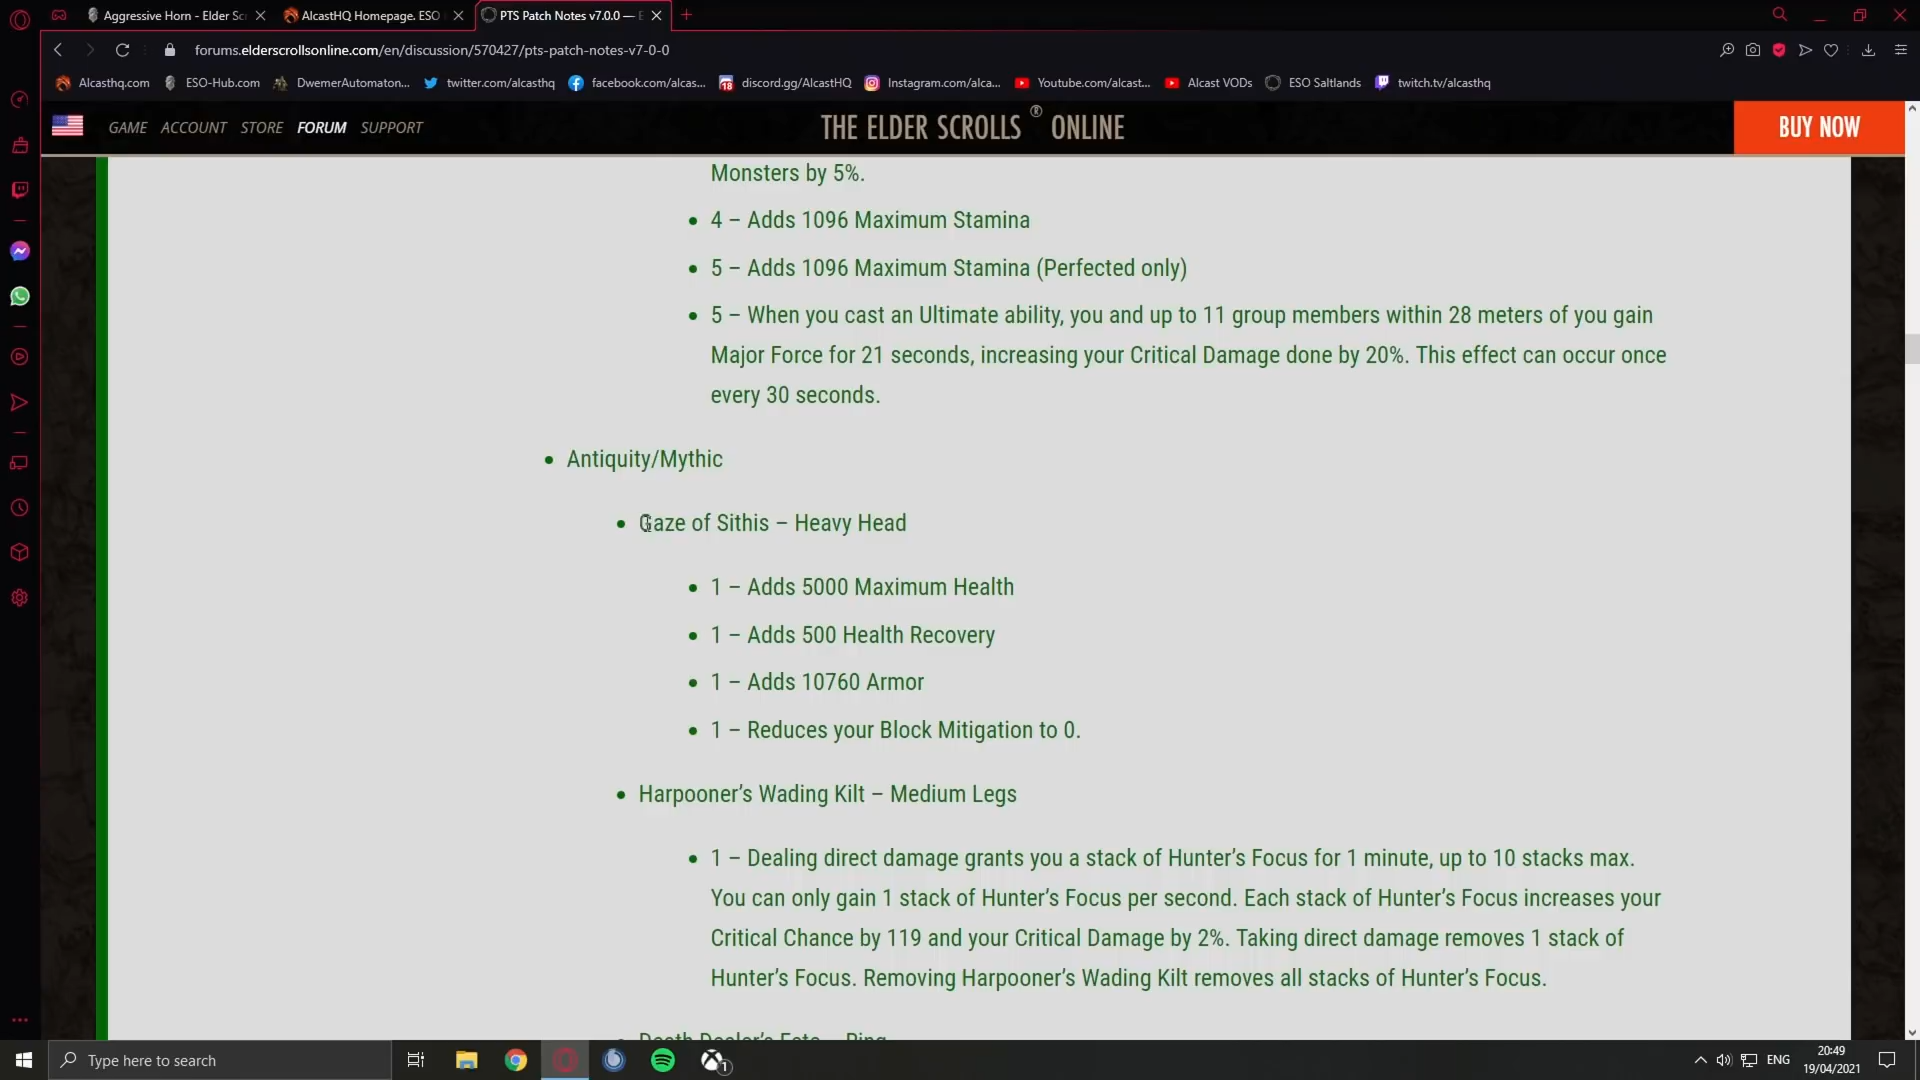 Aggressive Horn - Elder Sc
AlcastHQ Homepage. ESO
PTS Patch Notes v7.0.0 — E
forums.elderscrollsonline.com/en/discussion/570427/pts-patch-notes-v7-0-0
Alcasthq.com
ESO-Hub.com
DwemerAutomaton...
twitter.com/alcasthq
facebook.com/alcas...
discord.gg/AlcastHQ
Instagram.com/alca...
Youtube.com/alcast...
Alcast VODs
ESO Saltlands
twitch.tv/alcasthq
GAME ACCOUNT STORE FORUM SUPPORT
THE ELDER SCROLLS ® ONLINE
BUY NOW
Monsters by 5%.
4 – Adds 1096 Maximum Stamina
5 – Adds 1096 Maximum Stamina (Perfected only)
5 – When you cast an Ultimate ability, you and up to 11 group members within 28 meters of you gain
Major Force for 21 seconds, increasing your Critical Damage done by 20%. This effect can occur once
every 30 seconds.
Antiquity/Mythic
Gaze of Sithis – Heavy Head
1 – Adds 5000 Maximum Health
1 – Adds 500 Health Recovery
1 – Adds 10760 Armor
1 – Reduces your Block Mitigation to 0.
Harpooner’s Wading Kilt – Medium Legs
1 – Dealing direct damage grants you a stack of Hunter’s Focus for 1 minute, up to 10 stacks max.
You can only gain 1 stack of Hunter’s Focus per second. Each stack of Hunter’s Focus increases your
Critical Chance by 119 and your Critical Damage by 2%. Taking direct damage removes 1 stack of
Hunter’s Focus. Removing Harpooner’s Wading Kilt removes all stacks of Hunter’s Focus.
Death Dealer’s Fete – Ring
Type here to search
1
ENG
20:49
19/04/2021